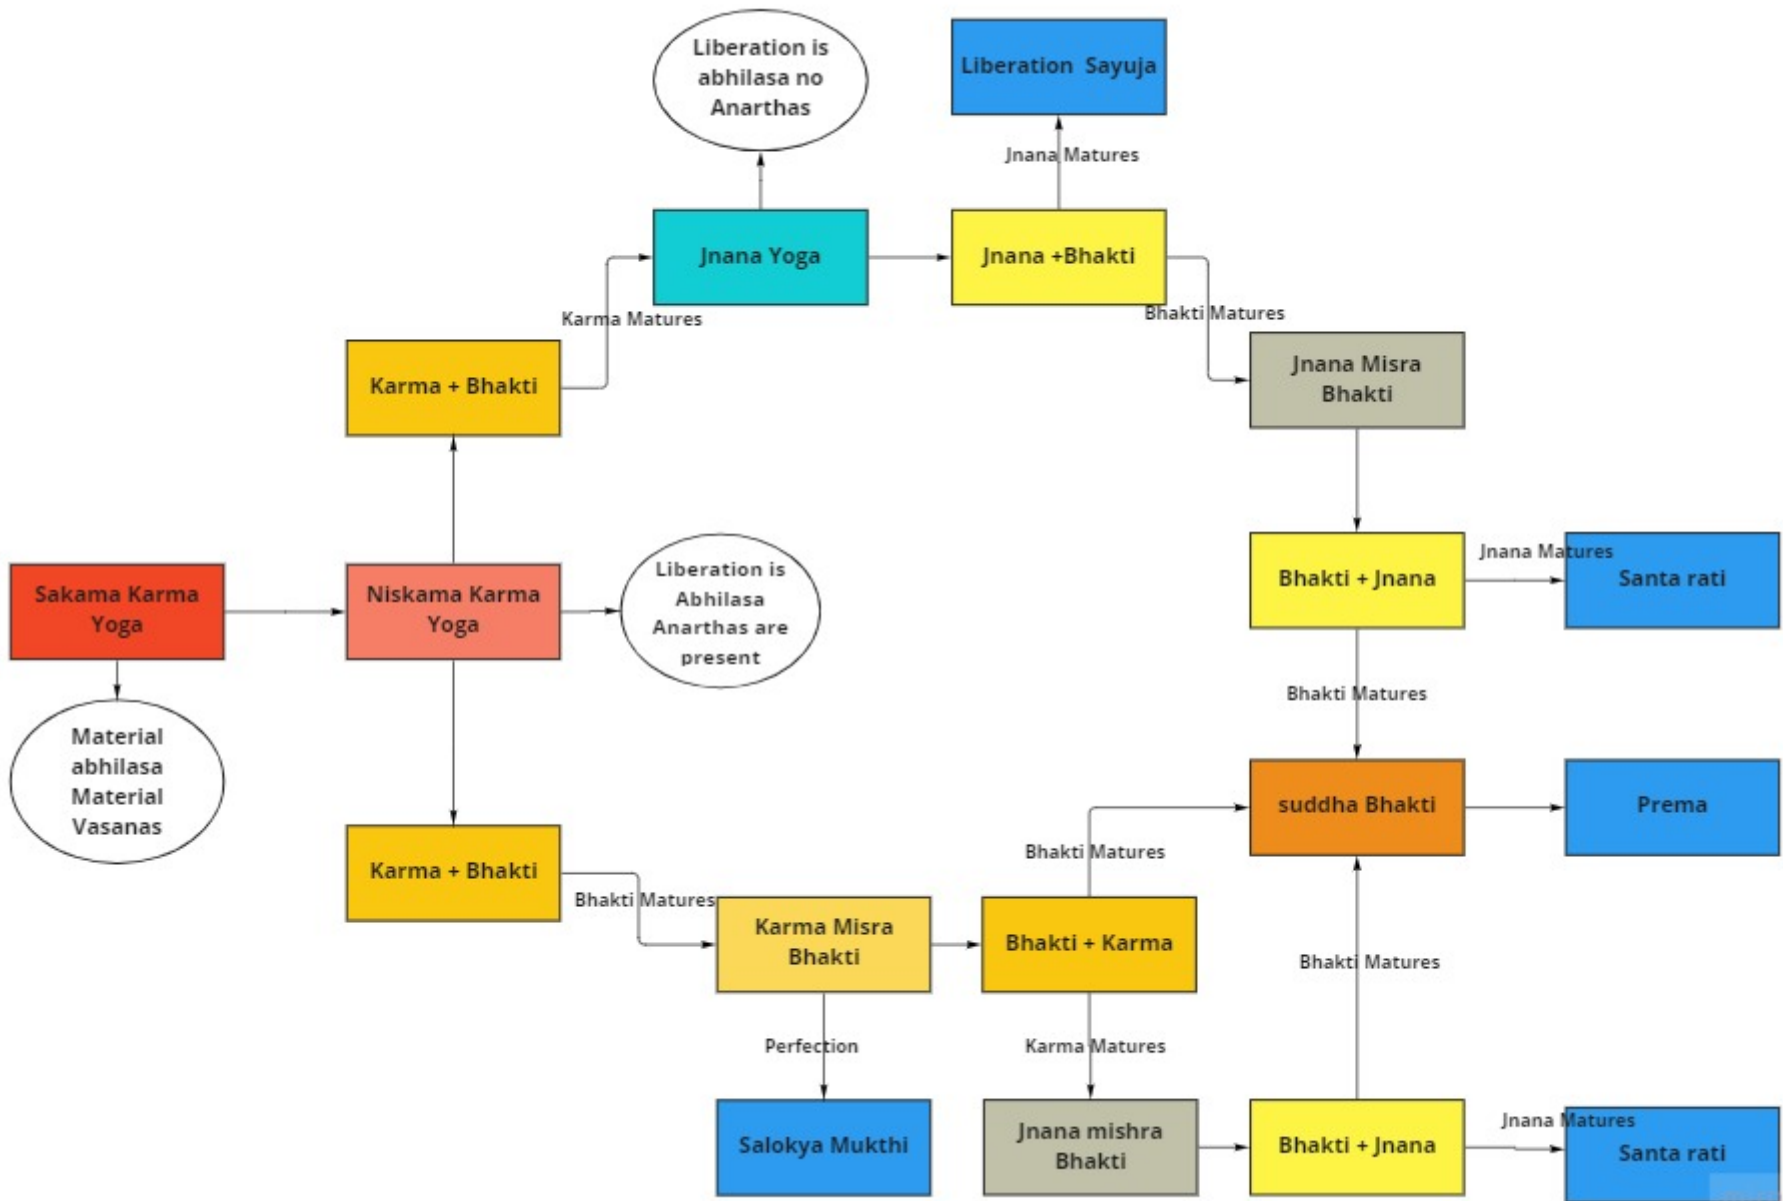 Liberation is
abhilasa no
Anarthas
Liberation  Sayuja
Jnana Matures
Jnana Yoga
Jnana +Bhakti
Karma Matures
Bhakti Matures
Karma + Bhakti
Jnana Misra
Bhakti
Sakama Karma
Yoga
Niskama Karma
Yoga
Liberation is
Abhilasa
Anarthas are
present
Bhakti + Jnana
Jnana Matures
Santa rati
Material
abhilasa
Material
Vasanas
Bhakti Matures
suddha Bhakti
Prema
Karma + Bhakti
Bhakti Matures
Bhakti Matures
Karma Misra
Bhakti
Bhakti + Karma
Bhakti Matures
Perfection
Karma Matures
Salokya Mukthi
Jnana mishra
Bhakti
Bhakti + Jnana
Jnana Matures
Santa rati